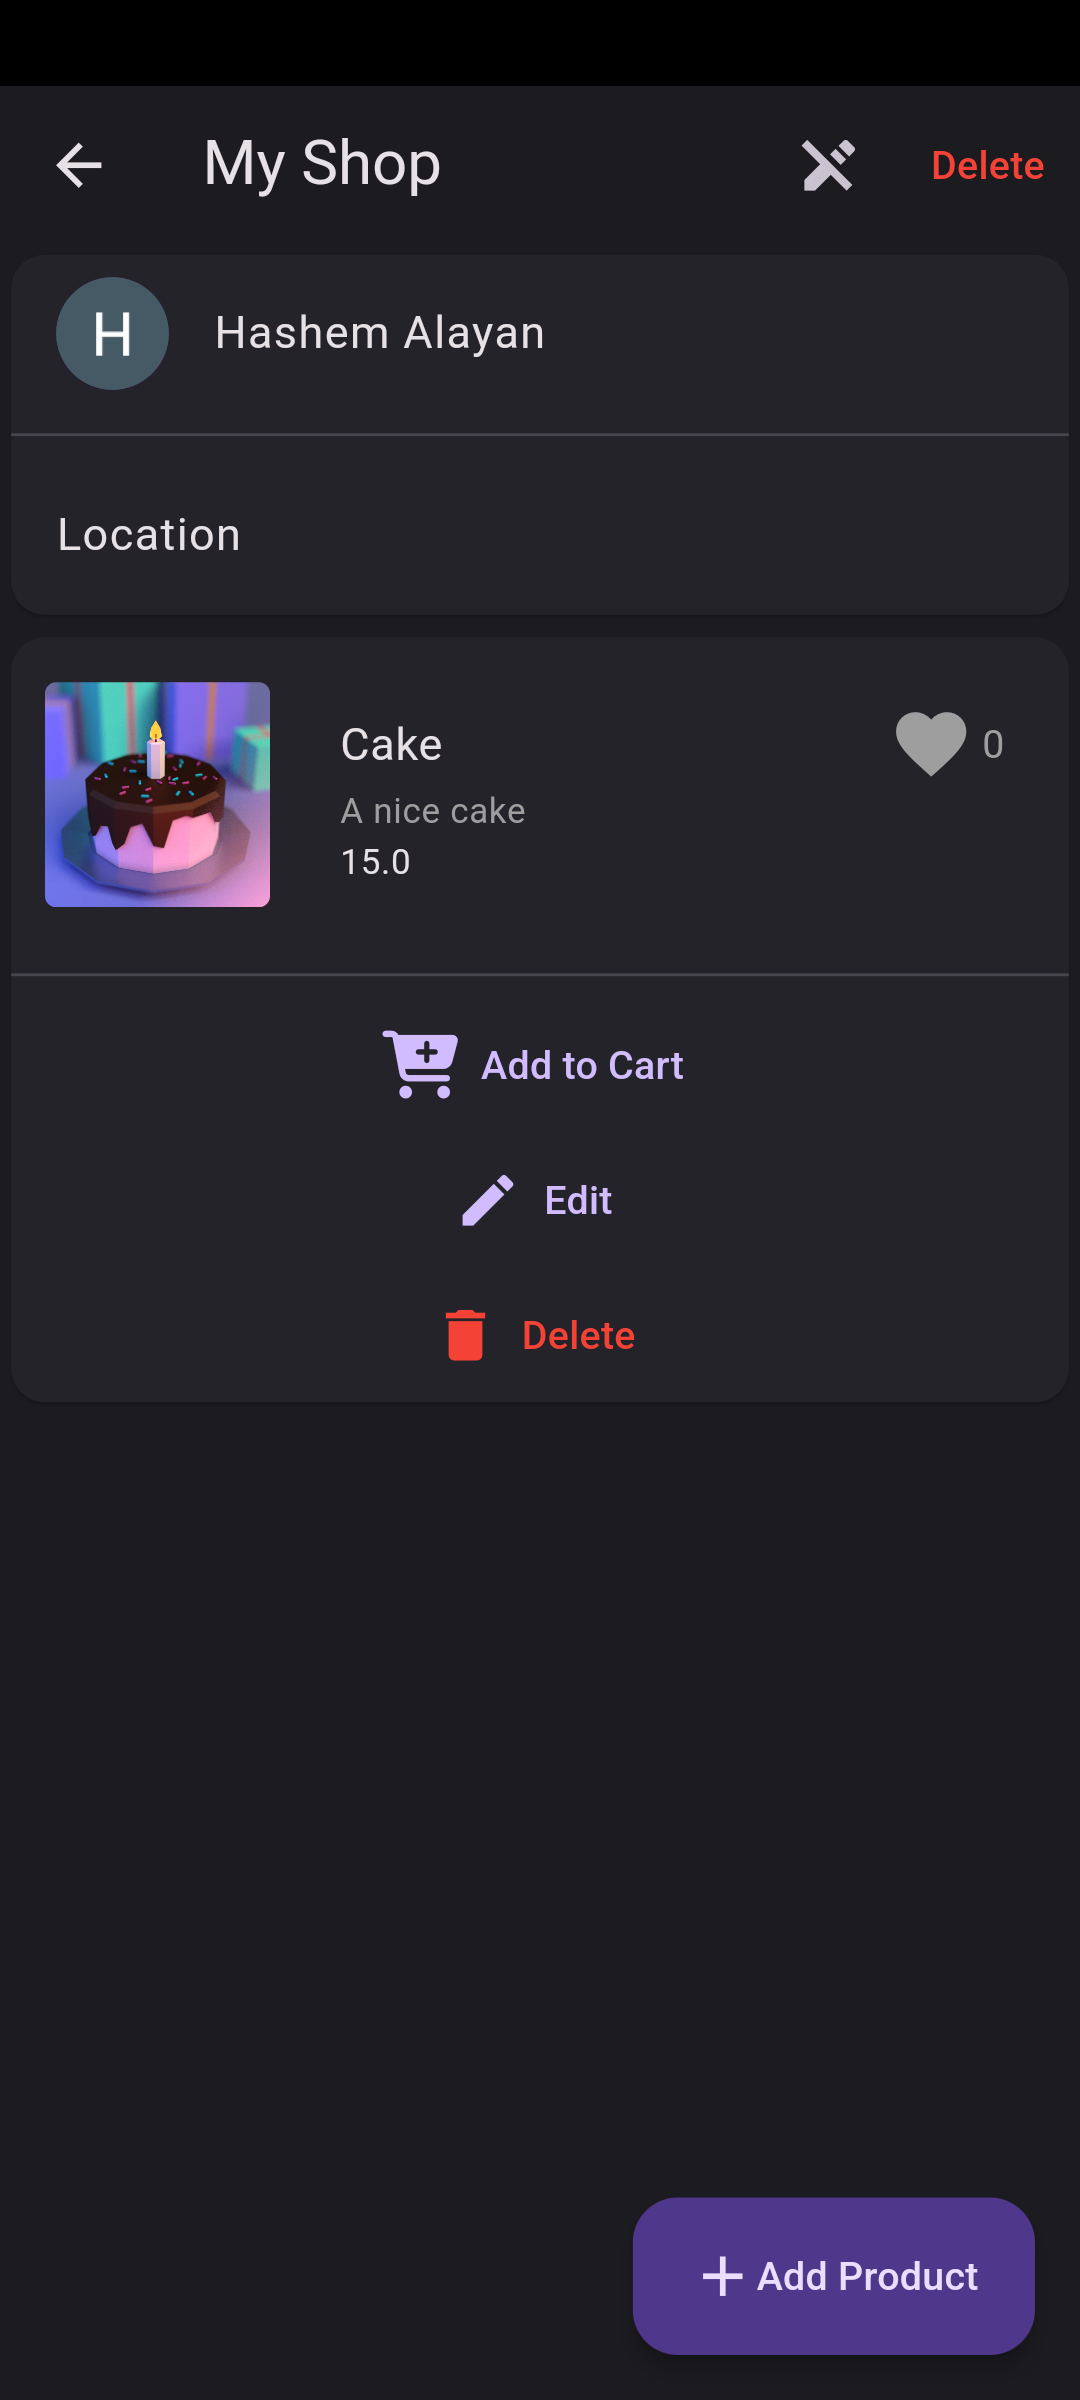 My Shop
Delete
H
Hashem Alayan
Location
Cake
0
A nice cake
15.0
Add to Cart
Edit
Delete
Add Product